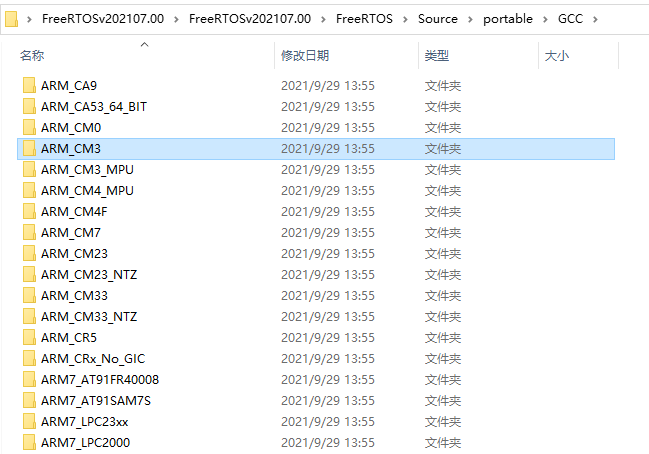 FreeRTOSv202107.00 > FreeRTOSv202107.00 > FreeRTOS > Source > portable > GCC >
名称 修改日期 类型 大小
ARM_CA9 2021/9/29 13:55 文件夹
ARM_CA53_64_BIT 2021/9/29 13:55 文件夹
ARM_CM0 2021/9/29 13:55 文件夹
ARM_CM3 2021/9/29 13:55 文件夹
ARM_CM3_MPU 2021/9/29 13:55 文件夹
ARM_CM4_MPU 2021/9/29 13:55 文件夹
ARM_CM4F 2021/9/29 13:55 文件夹
ARM_CM7 2021/9/29 13:55 文件夹
ARM_CM23 2021/9/29 13:55 文件夹
ARM_CM23_NTZ 2021/9/29 13:55 文件夹
ARM_CM33 2021/9/29 13:55 文件夹
ARM_CM33_NTZ 2021/9/29 13:55 文件夹
ARM_CR5 2021/9/29 13:55 文件夹
ARM_CRx_No_GIC 2021/9/29 13:55 文件夹
ARM7_AT91FR40008 2021/9/29 13:55 文件夹
ARM7_AT91SAM7S 2021/9/29 13:55 文件夹
ARM7_LPC23xx 2021/9/29 13:55 文件夹
ARM7_LPC2000 2021/9/29 13:55 文件夹